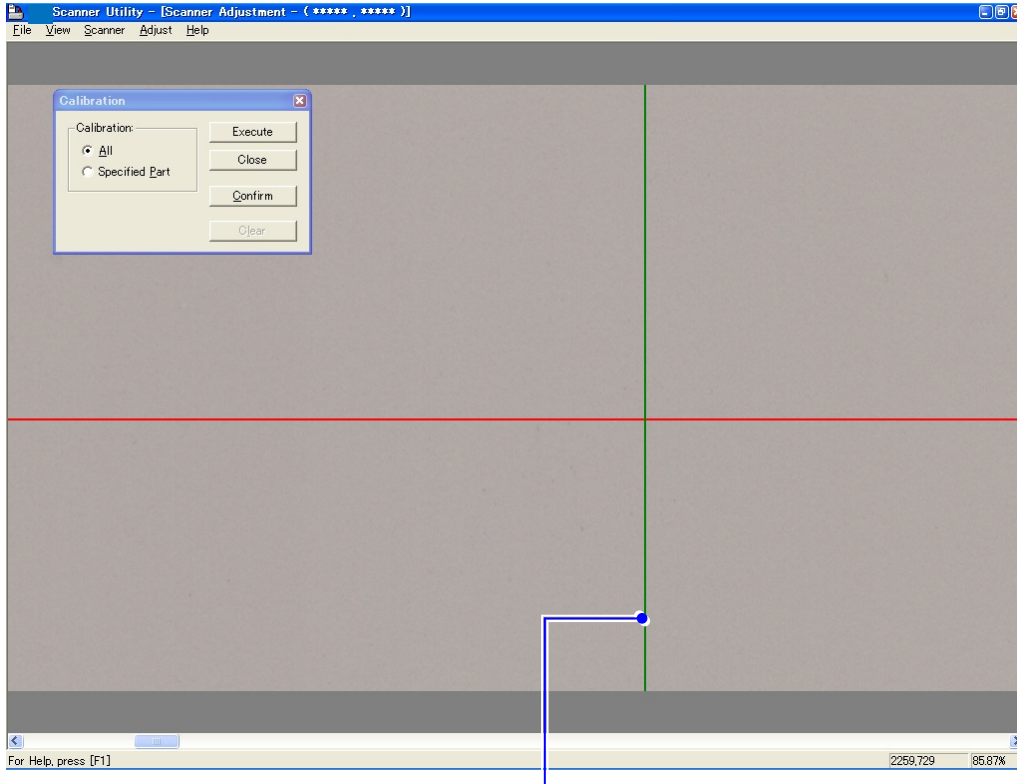 Scanner Utility - [Scanner Adjustment - ( ***** , ***** )]
File View Scanner Adjust Help
Calibration
Calibration:
All
Specified Part
Execute
Close
Confirm
Clear
For Help, press [F1]
2259,729
85.87%